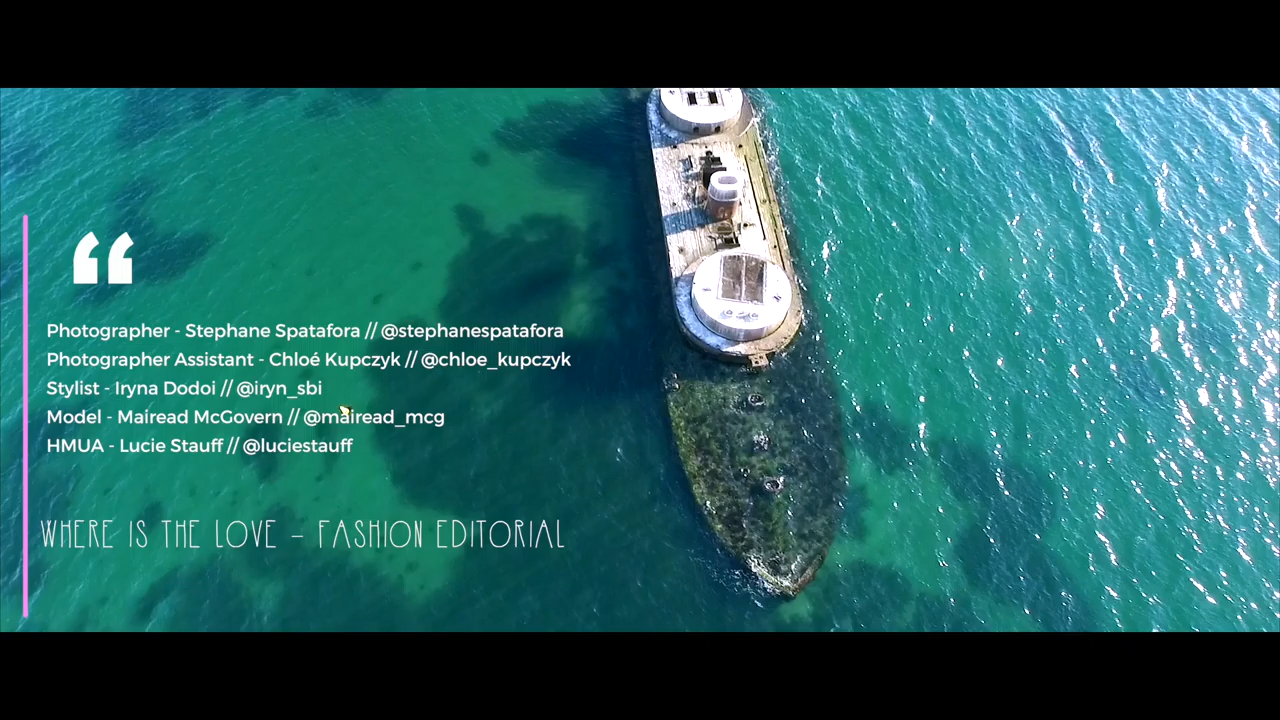 “
Photographer - Stephane Spatafora // @stephanespatafora
Photographer Assistant - Chloé Kupczyk // @chloe_kupczyk
Stylist - Iryna Dodoi // @iryn_sbi
Model - Maíread McGovern // @mairead_mcg
HMUA - Lucie Stauff // @luciestauff
WHERE IS THE LOVE - FASHION EDITORIAL